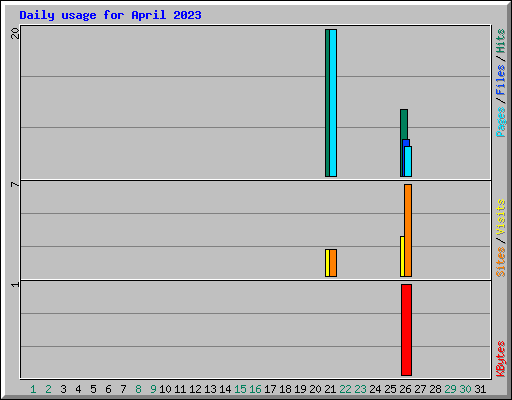 Daily usage for April 2023
20
7
1
Pages / Files / Hits
Sites / Visits
KBytes
1 2 3 4 5 6 7 8 9 10 11 12 13 14 15 16 17 18 19 20 21 22 23 24 25 26 27 28 29 30 31